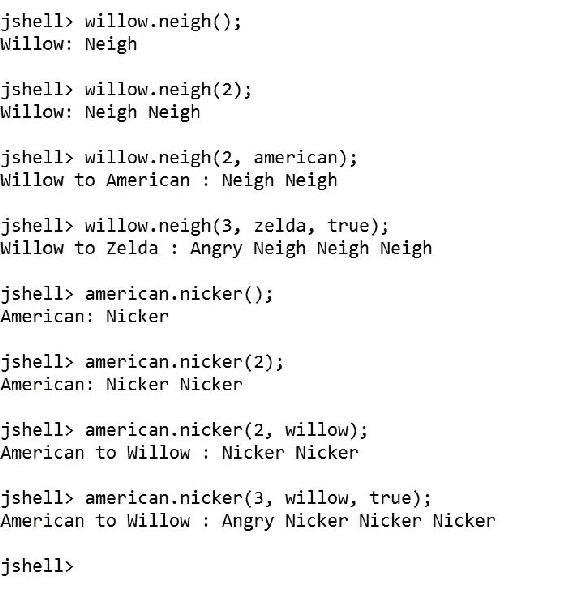 jshell> willow.neigh();
Willow: Neigh
jshell> willow.neigh(2);
Willow: Neigh Neigh
jshell> willow.neigh(2, american);
Willow to American : Neigh Neigh
jshell> willow.neigh(3, zelda, true);
Willow to Zelda : Angry Neigh Neigh Neigh
jshell> american.nicker();
American: Nicker
jshell> american.nicker(2);
American: Nicker Nicker
jshell> american.nicker(2, willow);
American to Willow : Nicker Nicker
jshell> american.nicker(3, willow, true);
American to Willow : Angry Nicker Nicker Nicker
jshell>